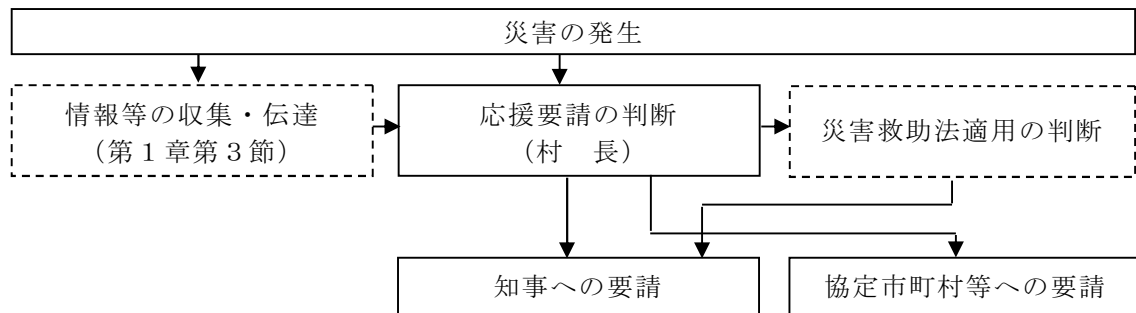 災害の発生
情報等の収集・伝達
（第１章第３節）
応援要請の判断
（村　長）
災害救助法適用の判断
知事への要請
協定市町村等への要請